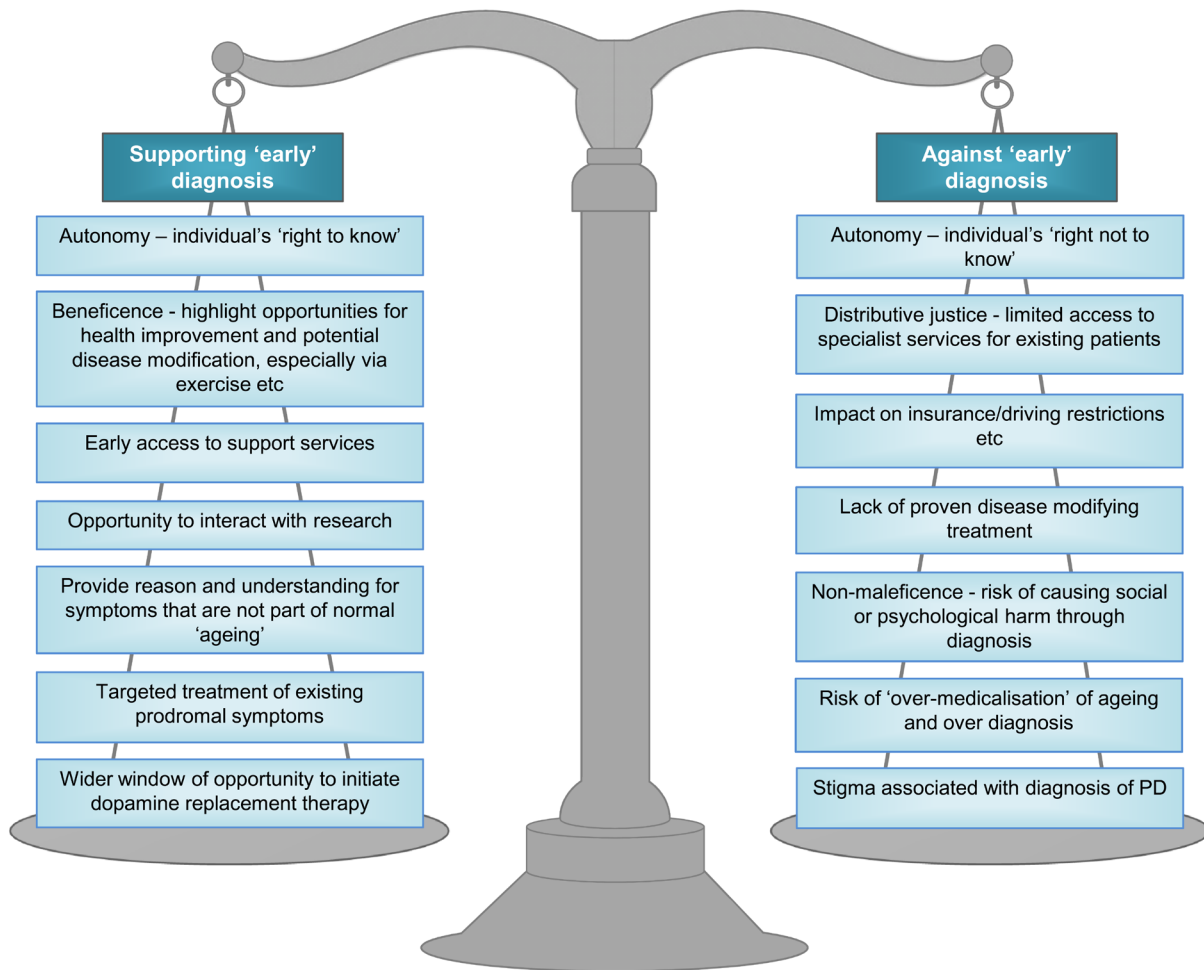 Supporting ‘early’
diagnosis
Autonomy – individual’s ‘right to know’
Beneficence - highlight opportunities for
health improvement and potential
disease modification, especially via
exercise etc
Early access to support services
Opportunity to interact with research
Provide reason and understanding for
symptoms that are not part of normal
‘ageing’
Targeted treatment of existing
prodromal symptoms
Wider window of opportunity to initiate
dopamine replacement therapy
Against ‘early’
diagnosis
Autonomy – individual’s ‘right not to
know’
Distributive justice - limited access to
specialist services for existing patients
Impact on insurance/driving restrictions
etc
Lack of proven disease modifying
treatment
Non-maleficence - risk of causing social
or psychological harm through
diagnosis
Risk of ‘over-medicalisation’ of ageing
and over diagnosis
Stigma associated with diagnosis of PD